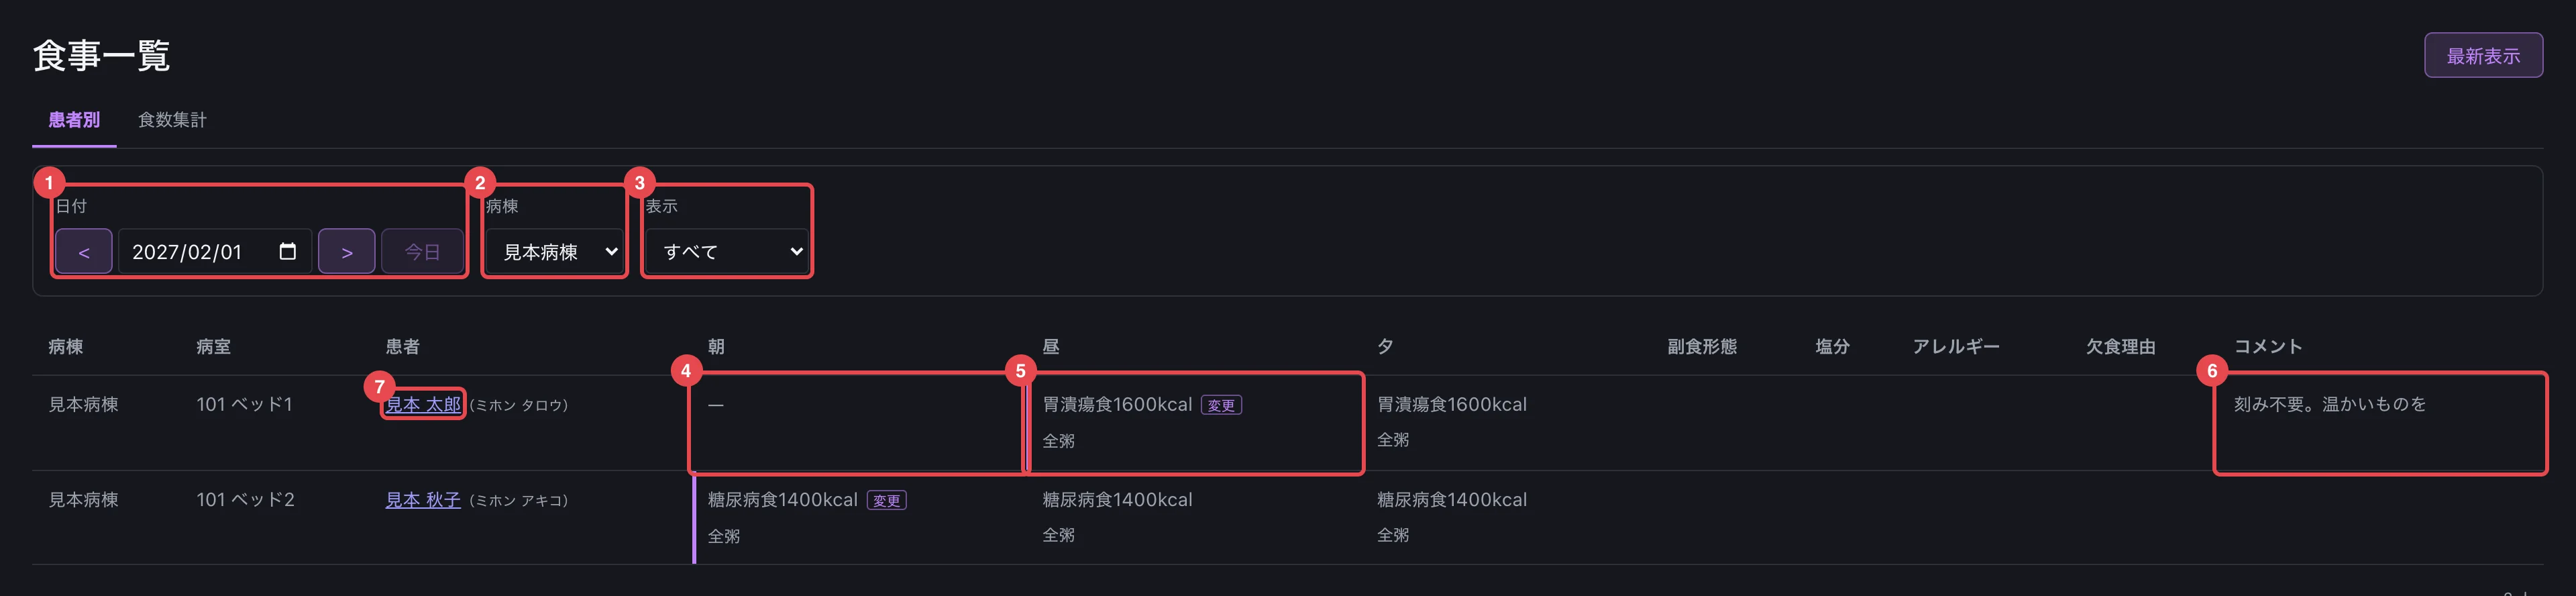 食事一覧
最新表示
患者別 食数集計
1 2 3
日付 病棟 表示
< 2027/02/01 > 今日 見本病棟 すべて
病棟 病室 患者 朝 昼 夕 副食形態 塩分 アレルギー 欠食理由 コメント
7 4 5 6
見本病棟 101 ベッド1 見本 太郎 (ミホン タロウ) — 胃潰瘍食1600kcal 変更 胃潰瘍食1600kcal 刻み不要。温かいものを
全粥 全粥
見本病棟 101 ベッド2 見本 秋子 (ミホン アキコ) 糖尿病食1400kcal 変更 糖尿病食1400kcal 糖尿病食1400kcal
全粥 全粥 全粥